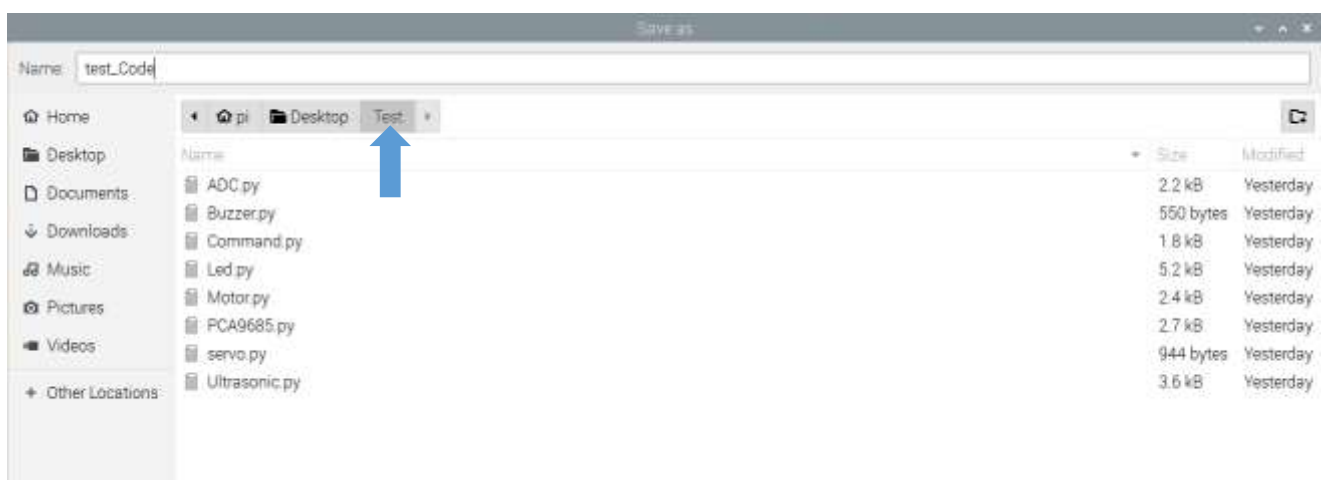 Save as
Name: test_Code
Home
pi Desktop Test
Desktop
Name Size Modified
Documents
ADC.py 2.2 kB Yesterday
Buzzer.py 550 bytes Yesterday
Downloads
Command.py 1.8 kB Yesterday
Music
Led.py 5.2 kB Yesterday
Pictures
Motor.py 2.4 kB Yesterday
PCA9685.py 2.7 kB Yesterday
Videos
servo.py 944 bytes Yesterday
Ultrasonic.py 3.6 kB Yesterday
+ Other Locations